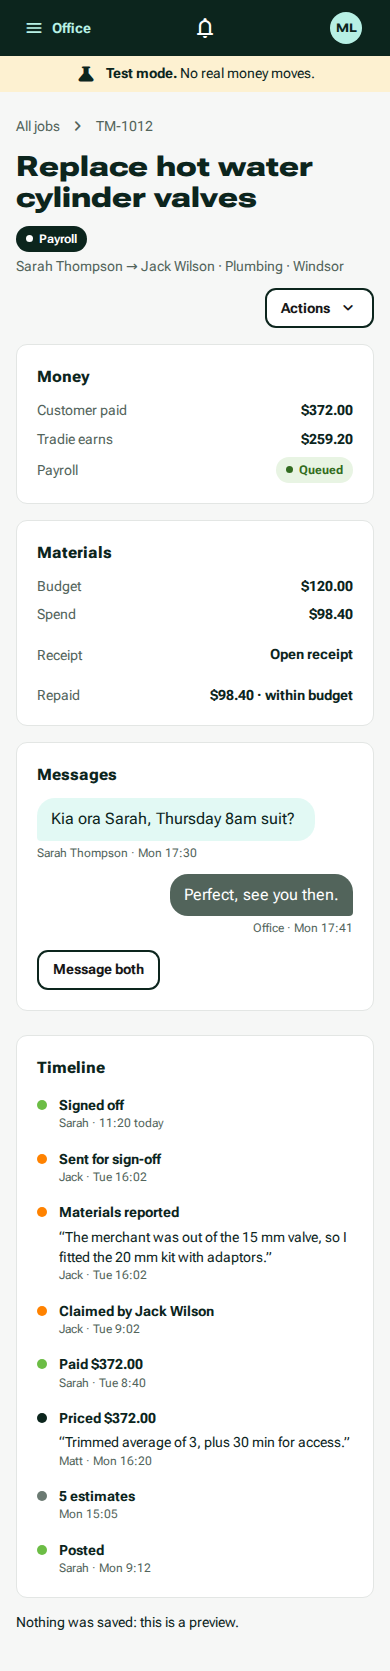 Office
ML
Test mode. No real money moves.
All jobs > TM-1012
Replace hot water
cylinder valves
Payroll
Sarah Thompson → Jack Wilson · Plumbing · Windsor
Actions
Money
Customer paid $372.00
Tradie earns $259.20
Payroll Queued
Materials
Budget $120.00
Spend $98.40
Receipt Open receipt
Repaid $98.40 · within budget
Messages
Kia ora Sarah, Thursday 8am suit?
Sarah Thompson · Mon 17:30
Perfect, see you then.
Office · Mon 17:41
Message both
Timeline
Signed off
Sarah · 11:20 today
Sent for sign-off
Jack · Tue 16:02
Materials reported
“The merchant was out of the 15 mm valve, so I
fitted the 20 mm kit with adaptors.”
Jack · Tue 16:02
Claimed by Jack Wilson
Jack · Tue 9:02
Paid $372.00
Sarah · Tue 8:40
Priced $372.00
“Trimmed average of 3, plus 30 min for access.”
Matt · Mon 16:20
5 estimates
Mon 15:05
Posted
Sarah · Mon 9:12
Nothing was saved: this is a preview.